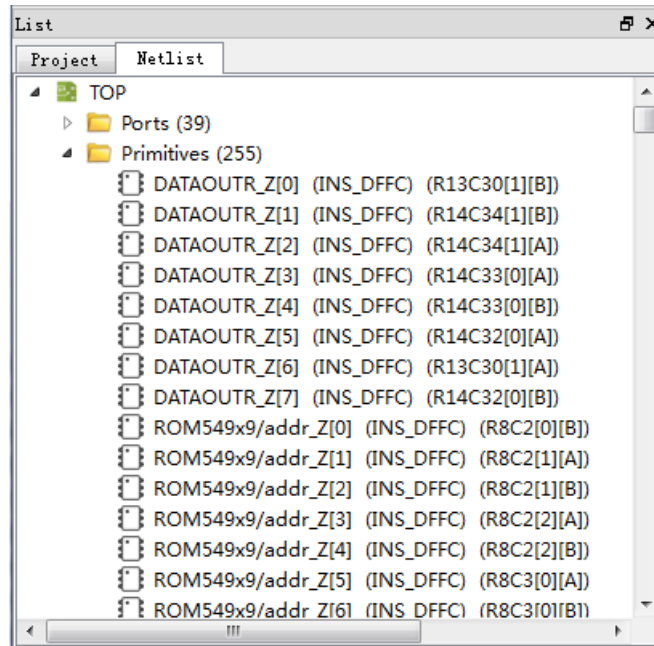 List
Project Netlist
TOP
Ports (39)
Primitives (255)
DATAOUTR_Z[0] (INS_DFFC) (R13C30[1][B])
DATAOUTR_Z[1] (INS_DFFC) (R14C34[1][B])
DATAOUTR_Z[2] (INS_DFFC) (R14C34[1][A])
DATAOUTR_Z[3] (INS_DFFC) (R14C33[0][A])
DATAOUTR_Z[4] (INS_DFFC) (R14C33[0][B])
DATAOUTR_Z[5] (INS_DFFC) (R14C32[0][A])
DATAOUTR_Z[6] (INS_DFFC) (R13C30[1][A])
DATAOUTR_Z[7] (INS_DFFC) (R14C32[0][B])
ROM549x9/addr_Z[0] (INS_DFFC) (R8C2[0][B])
ROM549x9/addr_Z[1] (INS_DFFC) (R8C2[1][A])
ROM549x9/addr_Z[2] (INS_DFFC) (R8C2[1][B])
ROM549x9/addr_Z[3] (INS_DFFC) (R8C2[2][A])
ROM549x9/addr_Z[4] (INS_DFFC) (R8C2[2][B])
ROM549x9/addr_Z[5] (INS_DFFC) (R8C3[0][A])
ROM549x9/addr_Z[6] (INS_DFFC) (R8C3[0][B])